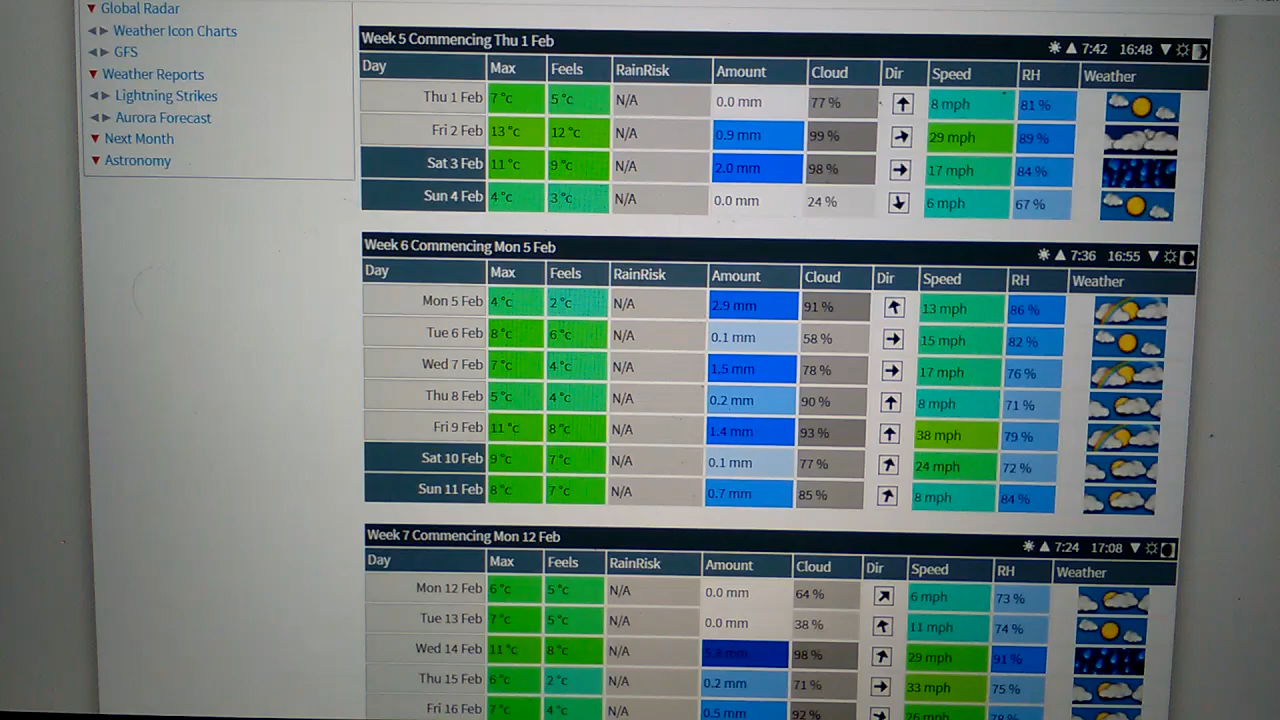 Global Radar
Weather Icon Charts
GFS
Weather Reports
Lightning Strikes
Aurora Forecast
Next Month
Astronomy
Week 5 Commencing Thu 1 Feb 7:42 16:48
Day Max Feels RainRisk Amount Cloud Dir Speed RH Weather
Thu 1 Feb 7°c 5°c N/A 0.0 mm 77 % 8 mph 81 %
Fri 2 Feb 13°c 12°c N/A 0.9 mm 99 % 29 mph 89 %
Sat 3 Feb 11°c 9°c N/A 2.0 mm 98 % 17 mph 84 %
Sun 4 Feb 4°c 3°c N/A 0.0 mm 24 % 6 mph 67 %
Week 6 Commencing Mon 5 Feb 7:36 16:55
Day Max Feels RainRisk Amount Cloud Dir Speed RH Weather
Mon 5 Feb 4°c 2°c N/A 2.9 mm 91 % 13 mph 86 %
Tue 6 Feb 8°c 6°c N/A 0.1 mm 58 % 15 mph 82 %
Wed 7 Feb 7°c 4°c N/A 1.5 mm 78 % 17 mph 76 %
Thu 8 Feb 5°c 4°c N/A 0.2 mm 90 % 8 mph 71 %
Fri 9 Feb 11°c 8°c N/A 1.4 mm 93 % 38 mph 79 %
Sat 10 Feb 9°c 7°c N/A 0.1 mm 77 % 24 mph 72 %
Sun 11 Feb 8°c 7°c N/A 0.7 mm 85 % 8 mph 84 %
Week 7 Commencing Mon 12 Feb 7:24 17:08
Day Max Feels RainRisk Amount Cloud Dir Speed RH Weather
Mon 12 Feb 6°c 5°c N/A 0.0 mm 64 % 6 mph 73 %
Tue 13 Feb 7°c 5°c N/A 0.0 mm 38 % 11 mph 74 %
Wed 14 Feb 11°c 8°c N/A mm 98 % 29 mph 91 %
Thu 15 Feb 6°c 2°c N/A 0.2 mm 71 % 33 mph 75 %
Fri 16 Feb 7°c 4°c N/A 0.5 mm 92 % 26 mph